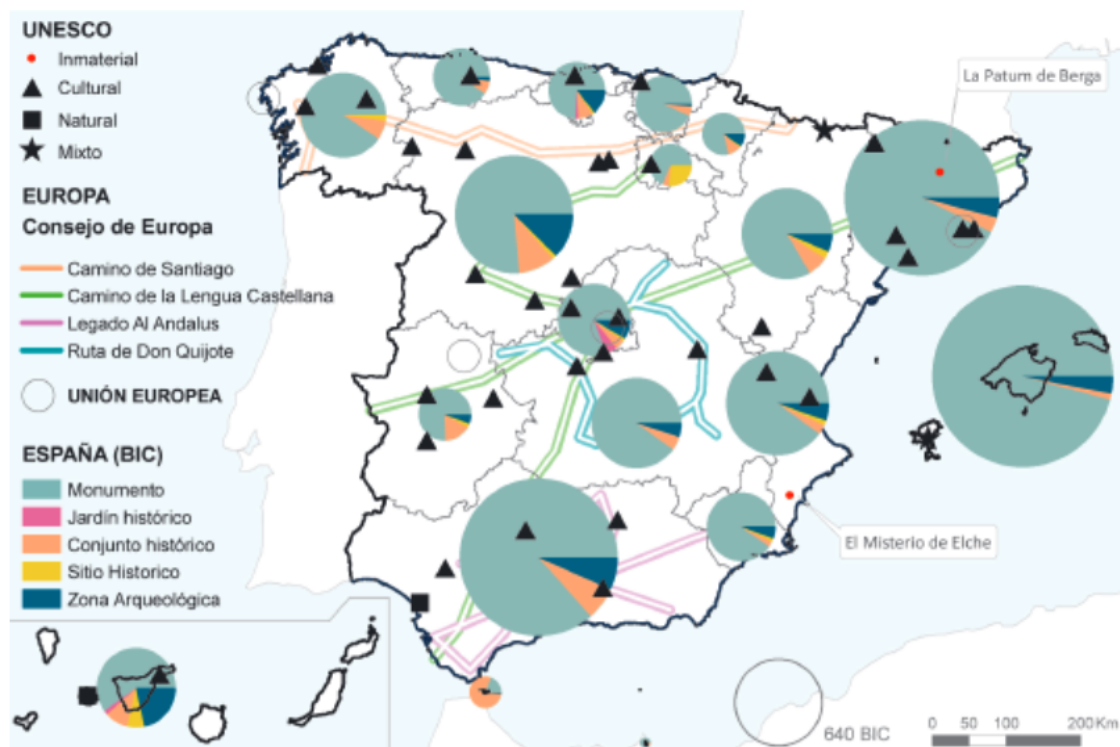 UNESCO
Inmaterial
Cultural
Natural
Mixto
EUROPA
Consejo de Europa
Camino de Santiago
Camino de la Lengua Castellana
Legado Al Andalus
Ruta de Don Quijote
UNIÓN EUROPEA
ESPAÑA (BIC)
Monumento
Jardín histórico
Conjunto histórico
Sitio Historico
Zona Arqueológica
La Patum de Berga
El Misterio de Elche
640 BIC
0 50 100 200 Km